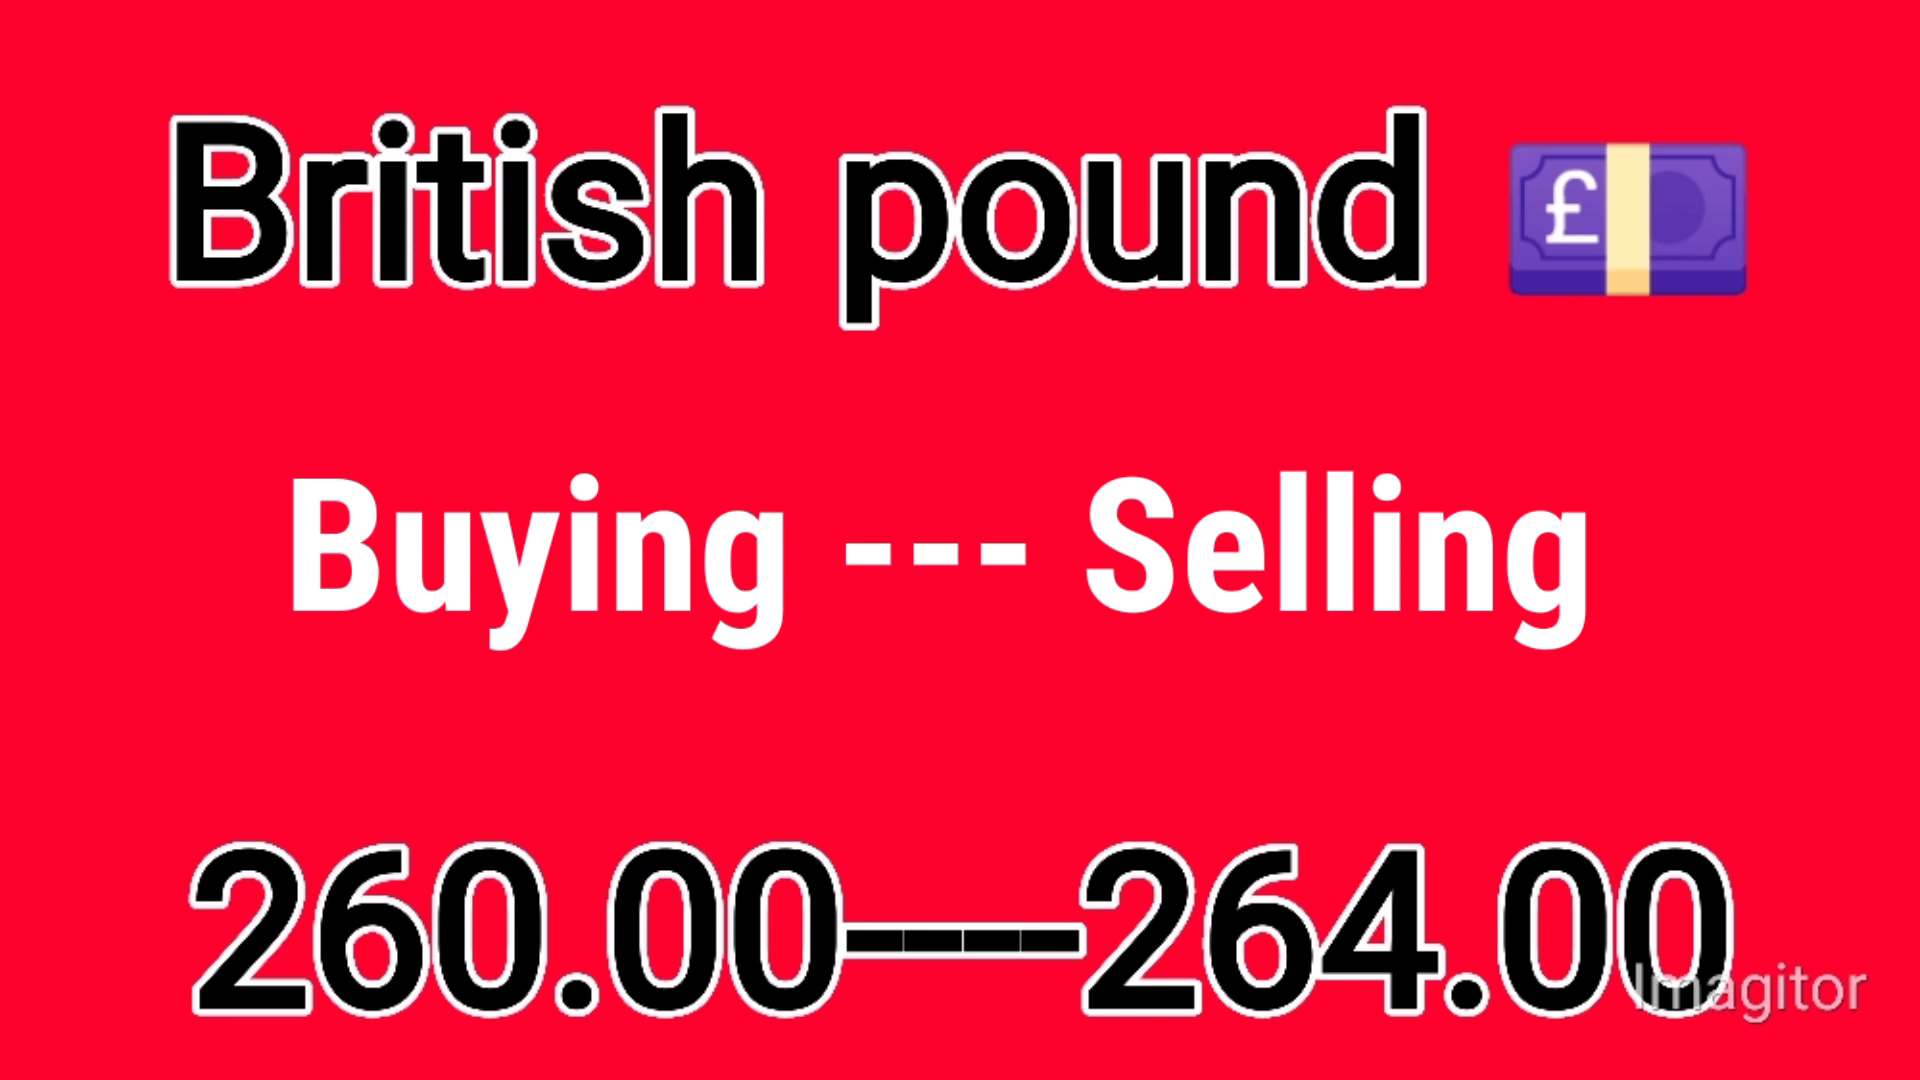 British pound 💷
Buying --- Selling
260.00----264.00
Imagitor